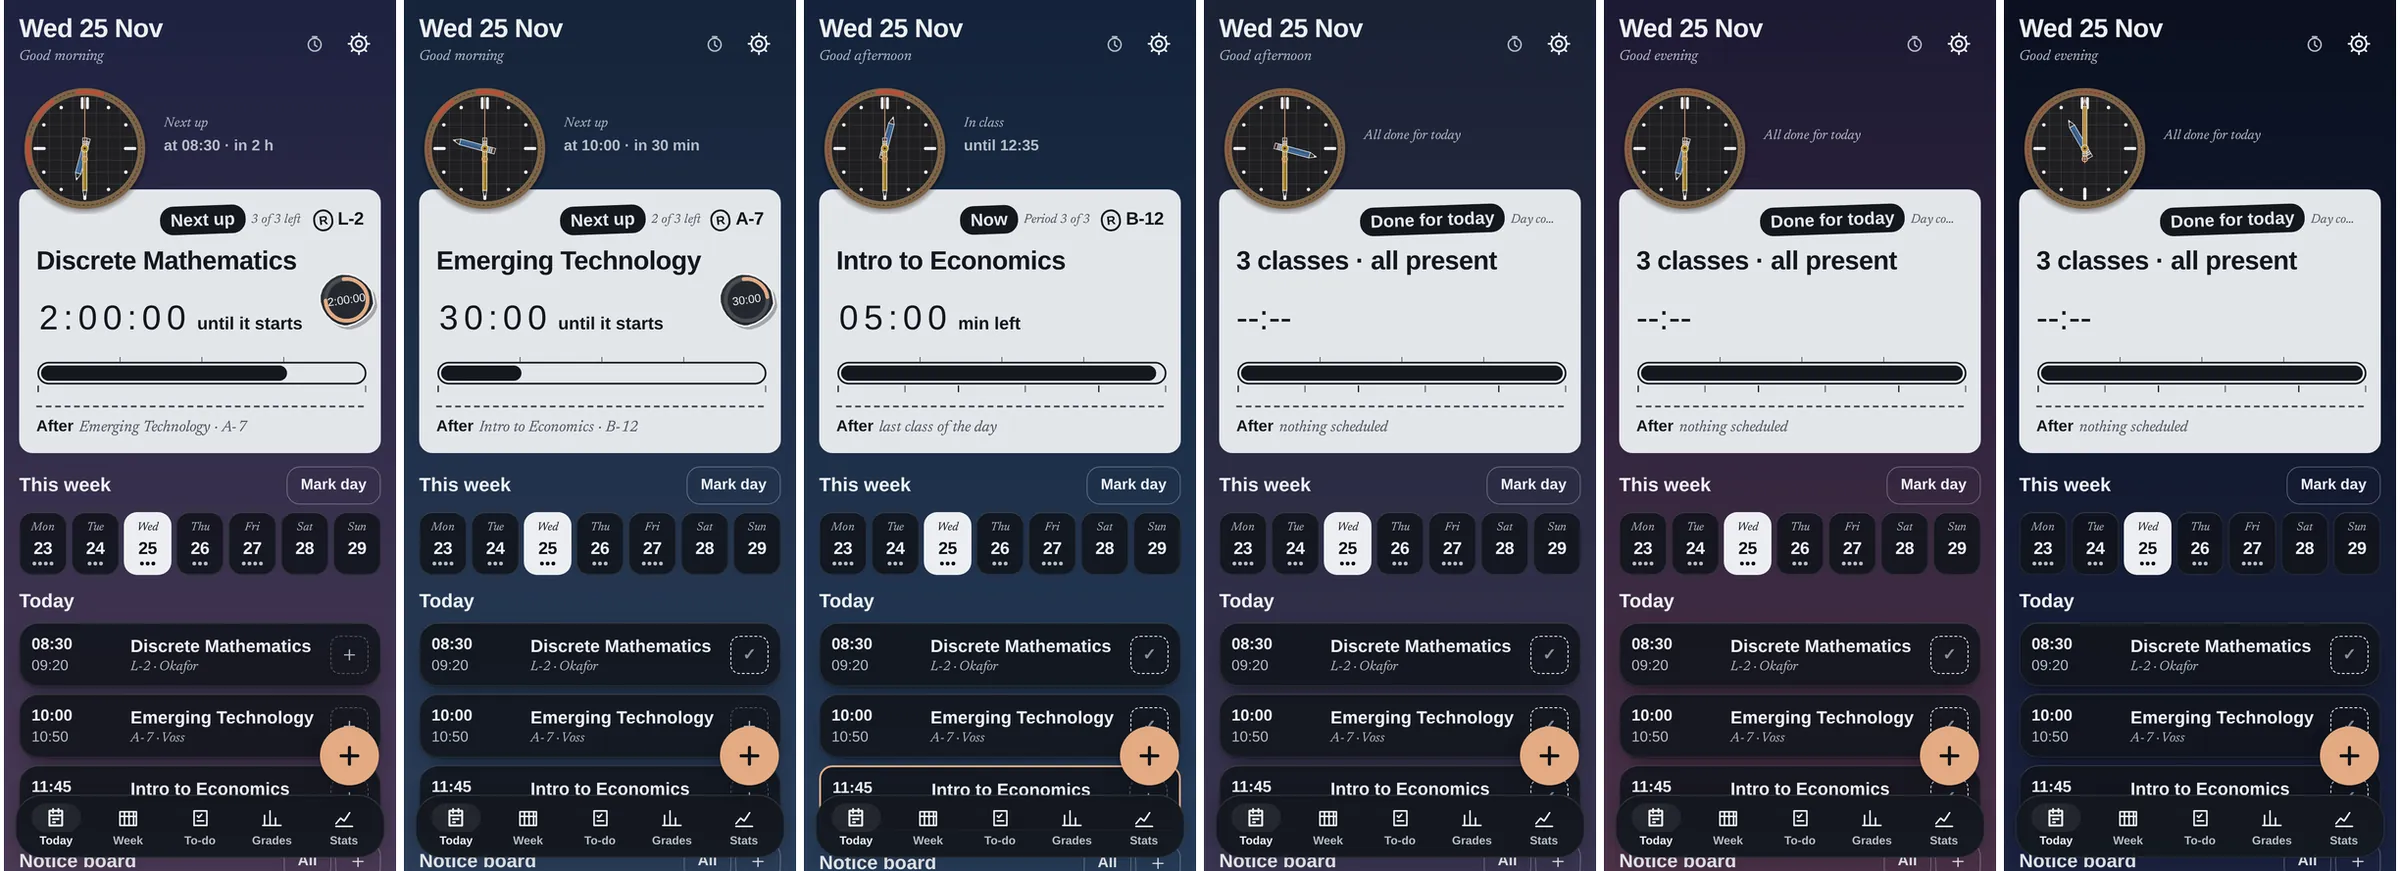 Wed 25 Nov
Good morning
Next up
at 08:30 · in 2 h
Next up 3 of 3 left R L-2
Discrete Mathematics
2:00:00 until it starts
2:00:00
After Emerging Technology · A-7
This week Mark day
Mon Tue Wed Thu Fri Sat Sun
23 24 25 26 27 28 29
Today
08:30 Discrete Mathematics
09:20 L-2 · Okafor
+
10:00 Emerging Technology
10:50 A-7 · Voss
+
11:45 Intro to Economics
Today Week To-do Grades Stats
Notice board All +
Wed 25 Nov
Good morning
Next up
at 10:00 · in 30 min
Next up 2 of 3 left R A-7
Emerging Technology
30:00 until it starts
30:00
After Intro to Economics · B-12
This week Mark day
Mon Tue Wed Thu Fri Sat Sun
23 24 25 26 27 28 29
Today
08:30 Discrete Mathematics
09:20 L-2 · Okafor
✓
10:00 Emerging Technology
10:50 A-7 · Voss
+
11:45 Intro to Economics
Today Week To-do Grades Stats
Notice board All +
Wed 25 Nov
Good afternoon
In class
until 12:35
Now Period 3 of 3 R B-12
Intro to Economics
05:00 min left
After last class of the day
This week Mark day
Mon Tue Wed Thu Fri Sat Sun
23 24 25 26 27 28 29
Today
08:30 Discrete Mathematics
09:20 L-2 · Okafor
✓
10:00 Emerging Technology
10:50 A-7 · Voss
+
11:45 Intro to Economics
Today Week To-do Grades Stats
Notice board All +
Wed 25 Nov
Good afternoon
All done for today
Done for today Day co...
3 classes · all present
--:--
After nothing scheduled
This week Mark day
Mon Tue Wed Thu Fri Sat Sun
23 24 25 26 27 28 29
Today
08:30 Discrete Mathematics
09:20 L-2 · Okafor
✓
10:00 Emerging Technology
10:50 A-7 · Voss
+
11:45 Intro to Economics
Today Week To-do Grades Stats
Notice board All +
Wed 25 Nov
Good evening
All done for today
Done for today Day co...
3 classes · all present
--:--
After nothing scheduled
This week Mark day
Mon Tue Wed Thu Fri Sat Sun
23 24 25 26 27 28 29
Today
08:30 Discrete Mathematics
09:20 L-2 · Okafor
✓
10:00 Emerging Technology
10:50 A-7 · Voss
+
11:45 Intro to Economics
Today Week To-do Grades Stats
Notice board All +
Wed 25 Nov
Good evening
All done for today
Done for today Day co...
3 classes · all present
--:--
After nothing scheduled
This week Mark day
Mon Tue Wed Thu Fri Sat Sun
23 24 25 26 27 28 29
Today
08:30 Discrete Mathematics
09:20 L-2 · Okafor
✓
10:00 Emerging Technology
10:50 A-7 · Voss
+
11:45 Intro to Economics
Today Week To-do Grades Stats
Notice board All +